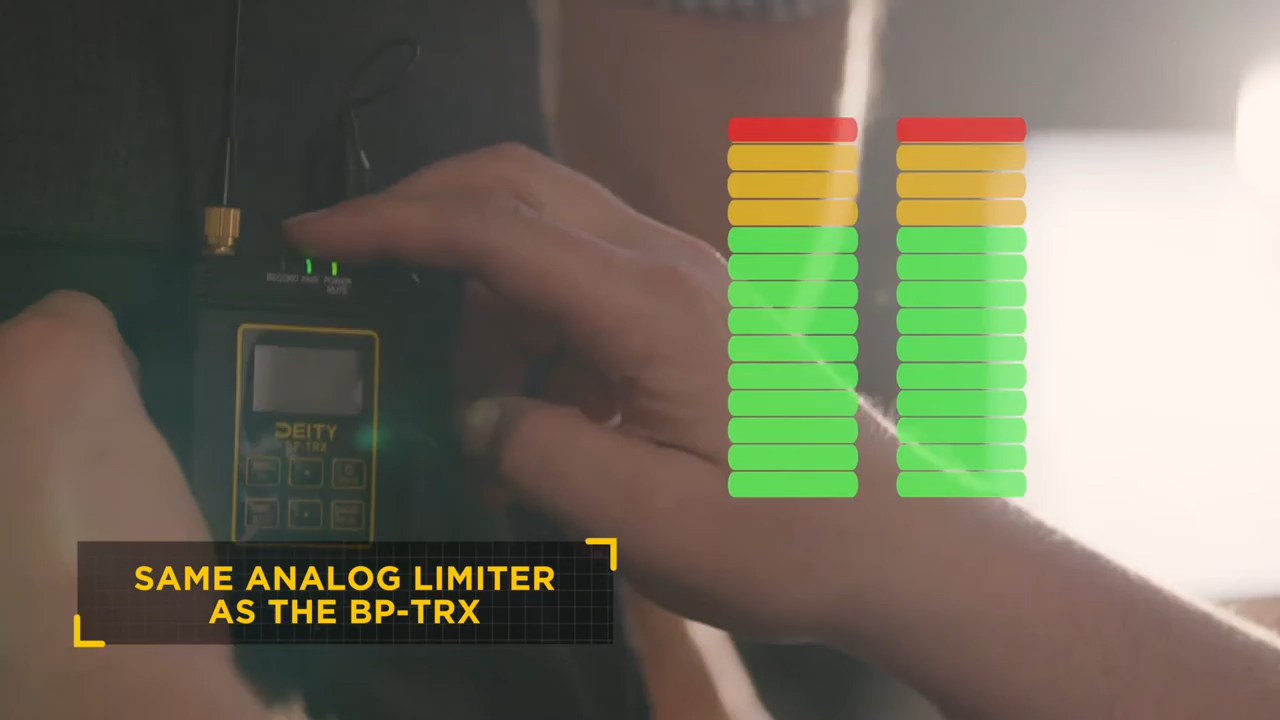 RECORD PAIR POWER
MUTE
DEITY
BP-TRX
SAME ANALOG LIMITER
AS THE BP-TRX